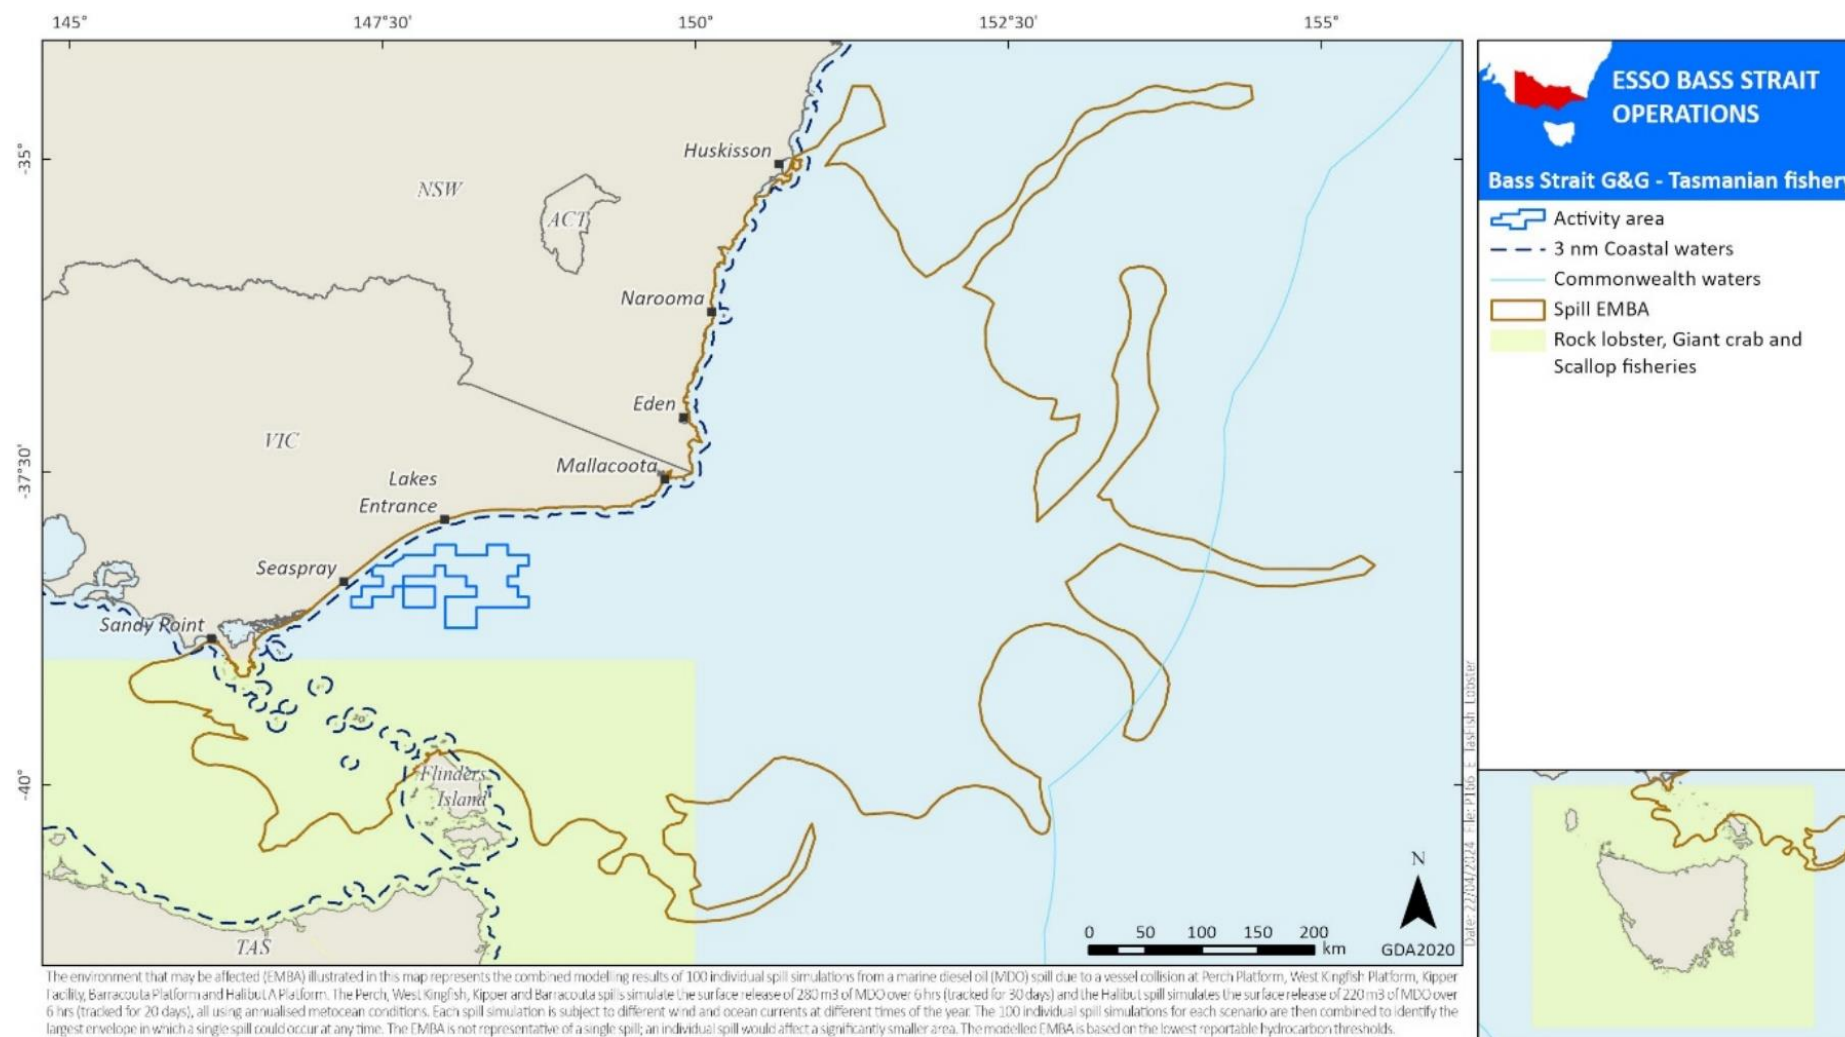 145°
147°30'
150°
152°30'
155°
-35°
-37°30'
-40°
Huskisson
NSW
ACT
Narooma
Eden
VIC
Mallacoota
Lakes
Entrance
Seaspray
Sandy Point
Flinders
Island
TAS
N
0 50 100 150 200
km
GDA2020
Date: 22/04/2024 File: P166_E_TasFish_Lobster
ESSO BASS STRAIT
OPERATIONS
Bass Strait G&G - Tasmanian fisher
Activity area
3 nm Coastal waters
Commonwealth waters
Spill EMBA
Rock lobster, Giant crab and
Scallop fisheries
The environment that may be affected (EMBA) illustrated in this map represents the combined modelling results of 100 individual spill simulations from a marine diesel oil (MDO) spill due to a vessel collision at Perch Platform, West Kingfish Platform, Kipper
Facility, Barracouta Platform and Halibut A Platform. The Perch, West Kingfish, Kipper and Barracouta spills simulate the surface release of 280 m3 of MDO over 6 hrs (tracked for 30 days) and the Halibut spill simulates the surface release of 220 m3 of MDO over
6 hrs (tracked for 20 days), all using annualised metocean conditions. Each spill simulation is subject to different wind and ocean currents at different times of the year. The 100 individual spill simulations for each scenario are then combined to identify the
largest envelope in which a single spill could occur at any time. The EMBA is not representative of a single spill; an individual spill would affect a significantly smaller area. The modelled EMBA is based on the lowest reportable hydrocarbon thresholds.